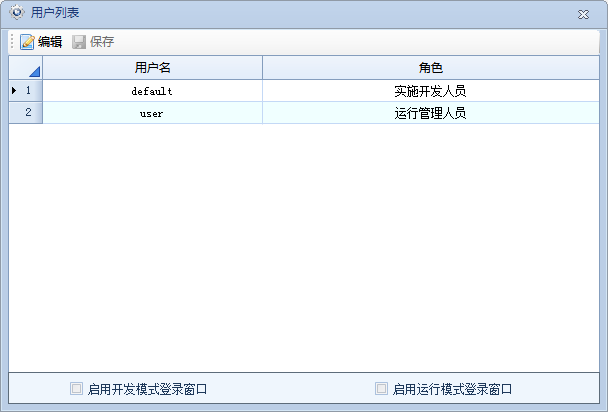 用户列表
编辑 保存
用户名 角色
1 default 实施开发人员
2 user 运行管理人员
启用开发模式登录窗口 启用运行模式登录窗口